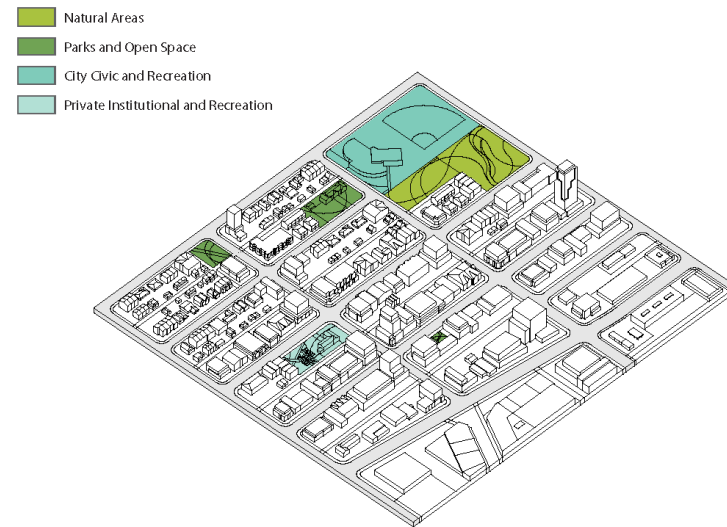 Natural Areas
Parks and Open Space
City Civic and Recreation
Private Institutional and Recreation